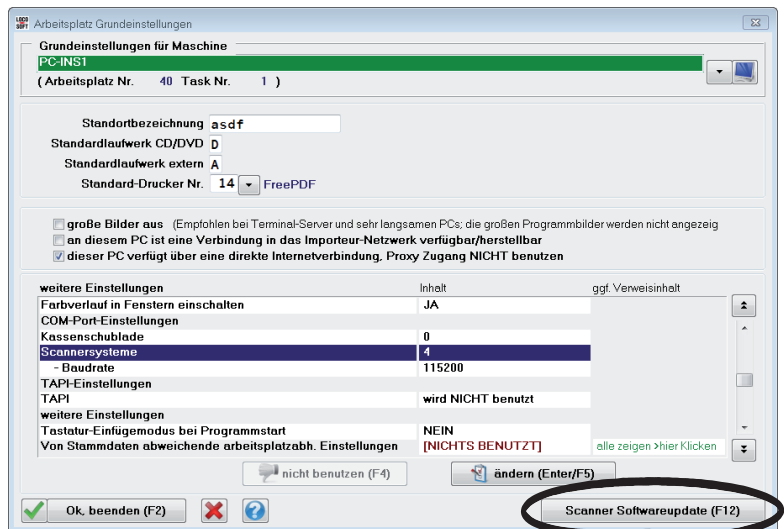 LOCO SOFT Arbeitsplatz Grundeinstellungen
Grundeinstellungen für Maschine
PC-INS1
(Arbeitsplatz Nr. 40 Task Nr. 1 )
Standortbezeichnung asdf
Standardlaufwerk CD/DVD D
Standardlaufwerk extern A
Standard-Drucker Nr. 14 FreePDF
große Bilder aus (Empfohlen bei Terminal-Server und sehr langsamen PCs; die großen Programmbilder werden nicht angezeig
an diesem PC ist eine Verbindung in das Importeur-Netzwerk verfügbar/herstellbar
dieser PC verfügt über eine direkte Internetverbindung, Proxy Zugang NICHT benutzen
weitere Einstellungen Inhalt ggf. Verweisinhalt
Farbverlauf in Fenstern einschalten JA
COM-Port-Einstellungen
Kassenschublade 0
Scannersysteme 4
- Baudrate 115200
TAPI-Einstellungen
TAPI wird NICHT benutzt
weitere Einstellungen
Tastatur-Einfügemodus bei Programmstart NEIN
Von Stammdaten abweichende arbeitsplatzabh. Einstellungen [NICHTS BENUTZT] alle zeigen >hier Klicken
nicht benutzen (F4) ändern (Enter/F5)
Ok, beenden (F2) Scanner Softwareupdate (F12)